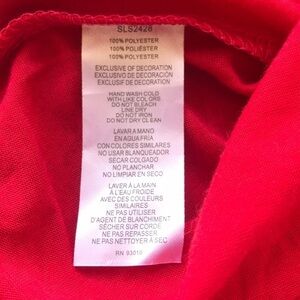 SLS2428
100% POLYESTER
100% POLIÉSTER
100% POLYESTER
EXCLUSIVE OF DECORATION
EXCLUSIVO DE DECORACIÓN
EXCLUSIF DE DECORATION
HAND WASH COLD
WITH LIKE COLORS
DO NOT BLEACH
LINE DRY
DO NOT IRON
DO NOT DRY CLEAN
LAVAR A MANO
EN AGUA FRIA
CON COLORES SIMILARES
NO USAR BLANQUEADOR
SECAR COLGADO
NO PLANCHAR
NO LIMPIAR EN SECO
LAVER À LA MAIN
À L'EAU FROIDE
AVEC DES COULEURS
SIMILAIRES
NE PAS UTILISER
D'AGENT DE BLANCHIMENT
SÉCHER SUR CORDE
NE PAS REPASSER
NE PAS NETTOYER À SEC
RN 93016